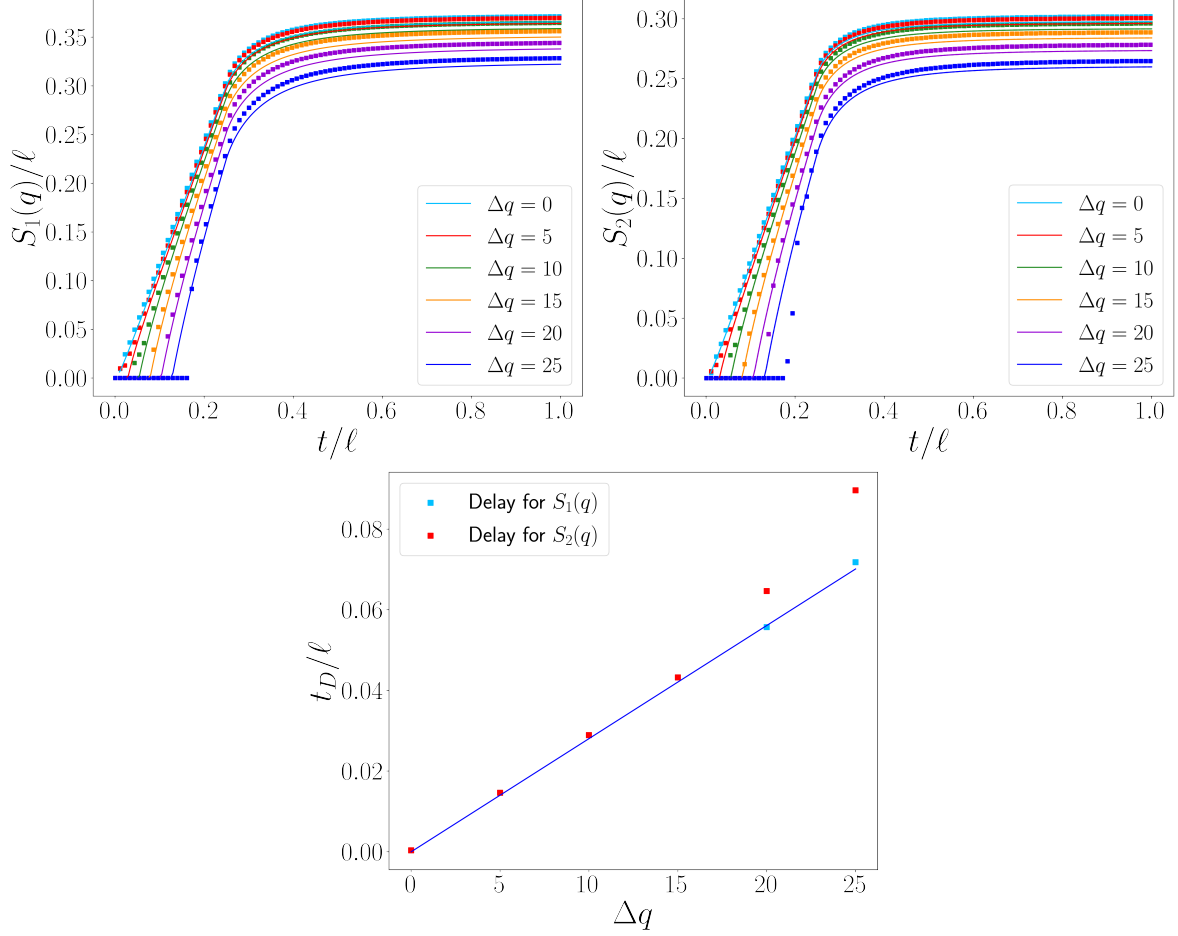 S₁(q)/ℓ
0.35
0.30
0.25
0.20
0.15
0.10
0.05
0.00
0.0 0.2 0.4 0.6 0.8 1.0
t/ℓ
Δq = 0
Δq = 5
Δq = 10
Δq = 15
Δq = 20
Δq = 25
S₂(q)/ℓ
0.30
0.25
0.20
0.15
0.10
0.05
0.00
0.0 0.2 0.4 0.6 0.8 1.0
t/ℓ
Δq = 0
Δq = 5
Δq = 10
Δq = 15
Δq = 20
Δq = 25
Delay for S₁(q)
Delay for S₂(q)
t_D/ℓ
0.08
0.06
0.04
0.02
0.00
0 5 10 15 20 25
Δq